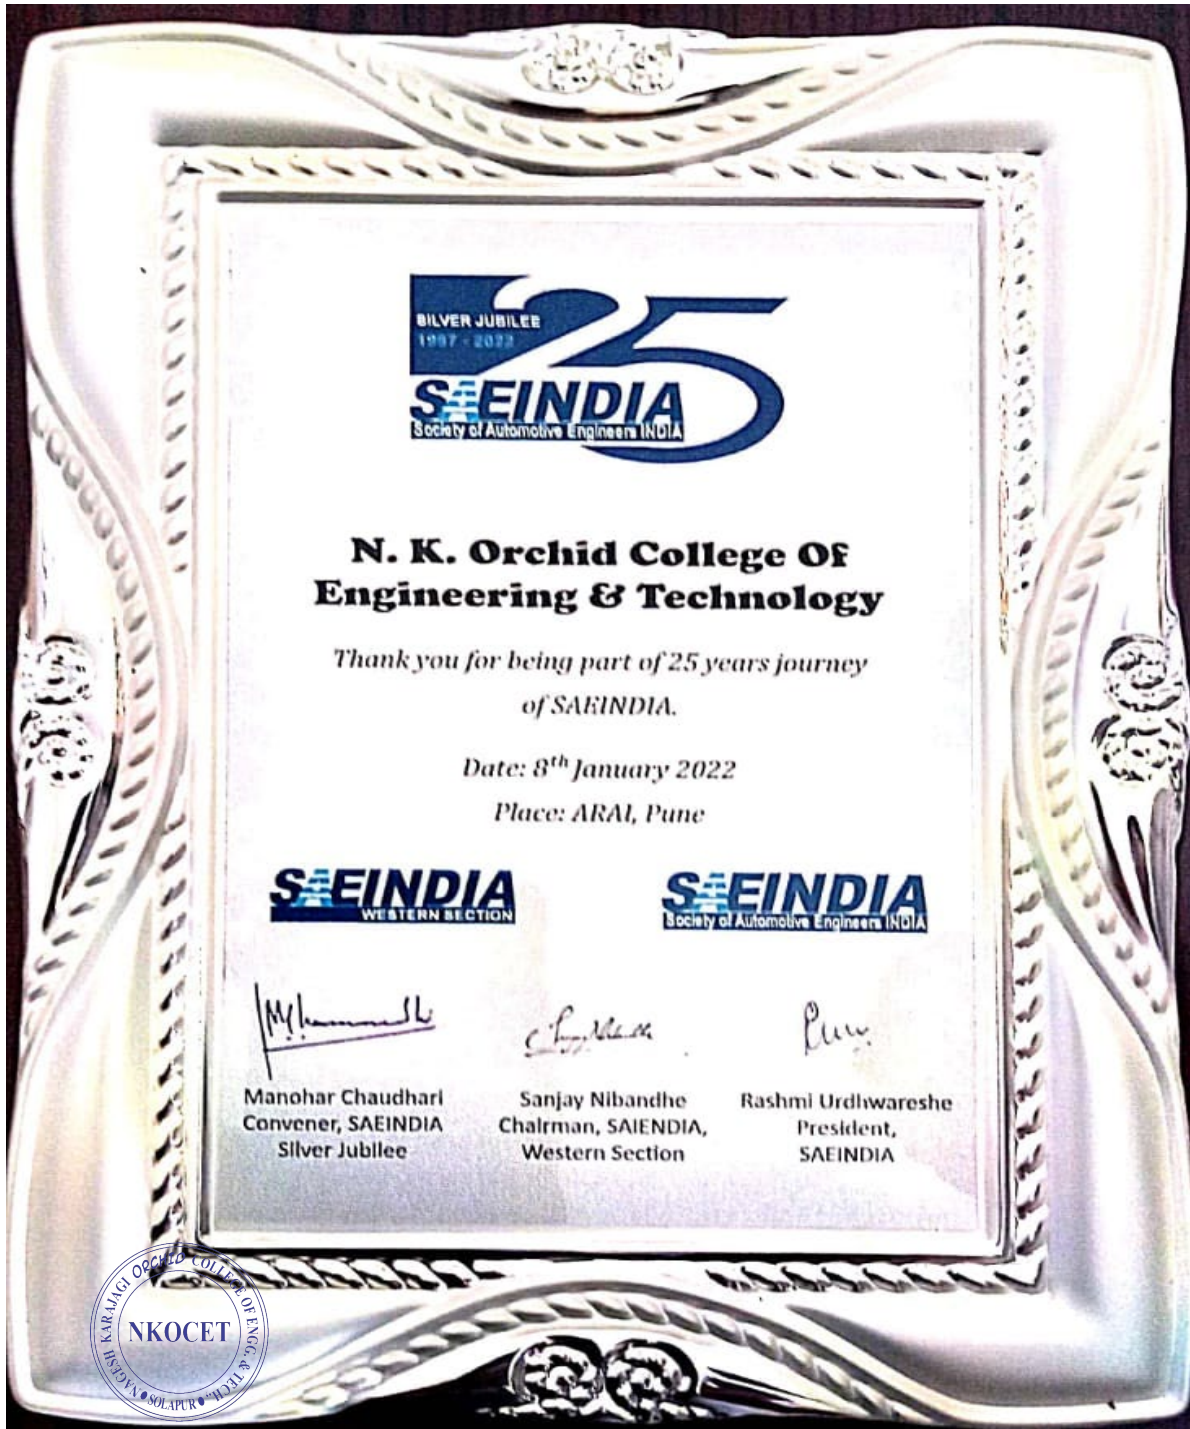 SILVER JUBILEE
1997 - 2022
25
SAEINDIA
Society of Automotive Engineers INDIA
N. K. Orchid College Of
Engineering & Technology
Thank you for being part of 25 years journey
of SAEINDIA.
Date: 8th January 2022
Place: ARAI, Pune
SAEINDIA
WESTERN SECTION
SAEINDIA
Society of Automotive Engineers INDIA
Manohar Chaudhari
Convener, SAEINDIA
Silver Jubilee
Sanjay Nibandhe
Chairman, SAIENDIA,
Western Section
Rashmi Urdhwareshe
President,
SAEINDIA
NAGESH KARAJAGI ORCHID COLLEGE OF ENGG. & TECH.,
NKOCET
SOLAPUR